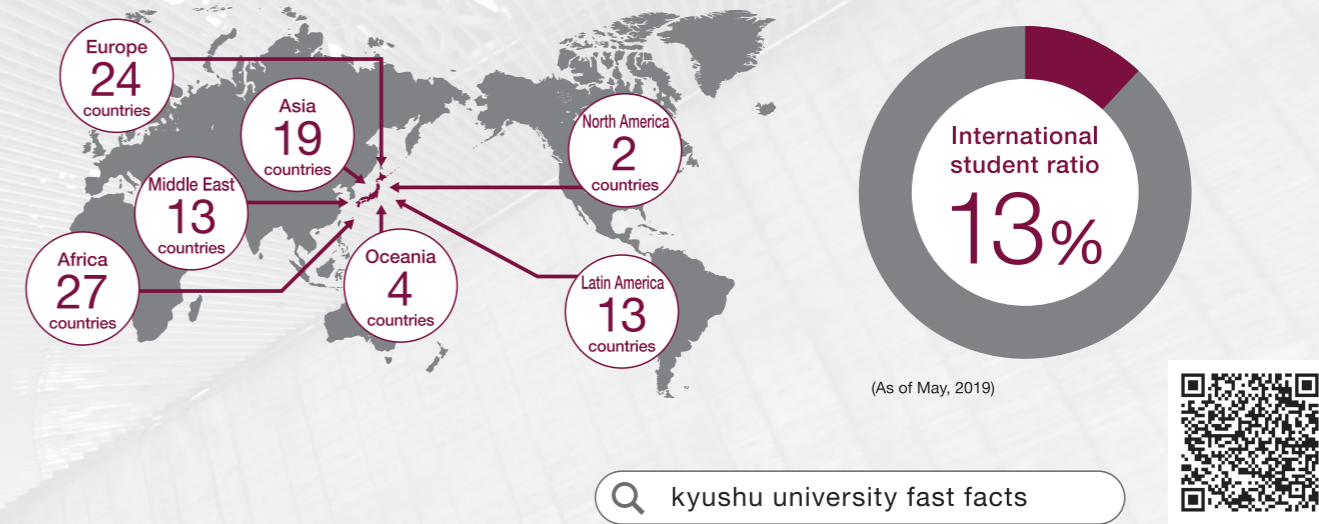 Europe
24
countries
Asia
19
countries
Middle East
13
countries
Africa
27
countries
Oceania
4
countries
North America
2
countries
Latin America
13
countries
International
student ratio
13%
(As of May, 2019)
kyushu university fast facts